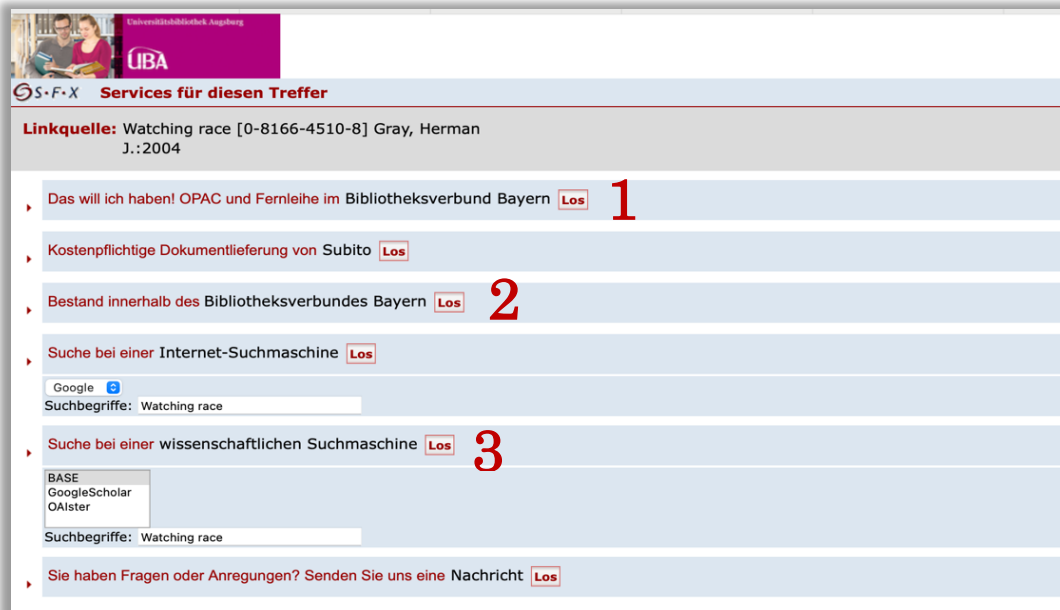 Universitätsbibliothek Augsburg
UBA
S·F·X Services für diesen Treffer
Linkquelle: Watching race [0-8166-4510-8] Gray, Herman
J.:2004
Das will ich haben! OPAC und Fernleihe im Bibliotheksverbund Bayern Los 1
Kostenpflichtige Dokumentlieferung von Subito Los
Bestand innerhalb des Bibliotheksverbundes Bayern Los 2
Suche bei einer Internet-Suchmaschine Los
Google
Suchbegriffe: Watching race
Suche bei einer wissenschaftlichen Suchmaschine Los 3
BASE
GoogleScholar
OAIster
Suchbegriffe: Watching race
Sie haben Fragen oder Anregungen? Senden Sie uns eine Nachricht Los